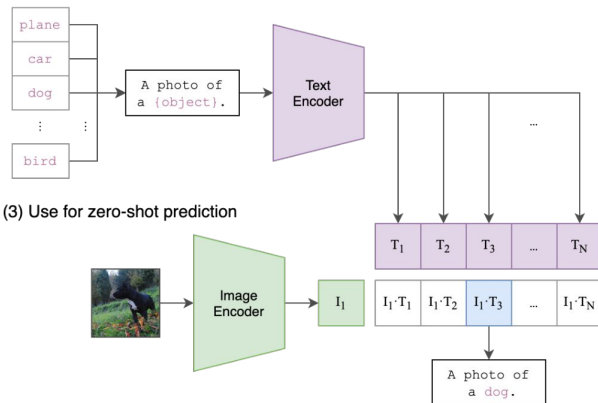 plane
car
dog
⋮
⋮
bird
A photo of
a {object}.
Text
Encoder
...
(3) Use for zero-shot prediction
T1
T2
T3
...
TN
Image
Encoder
I1
I1·T1
I1·T2
I1·T3
...
I1·TN
A photo of
a dog.